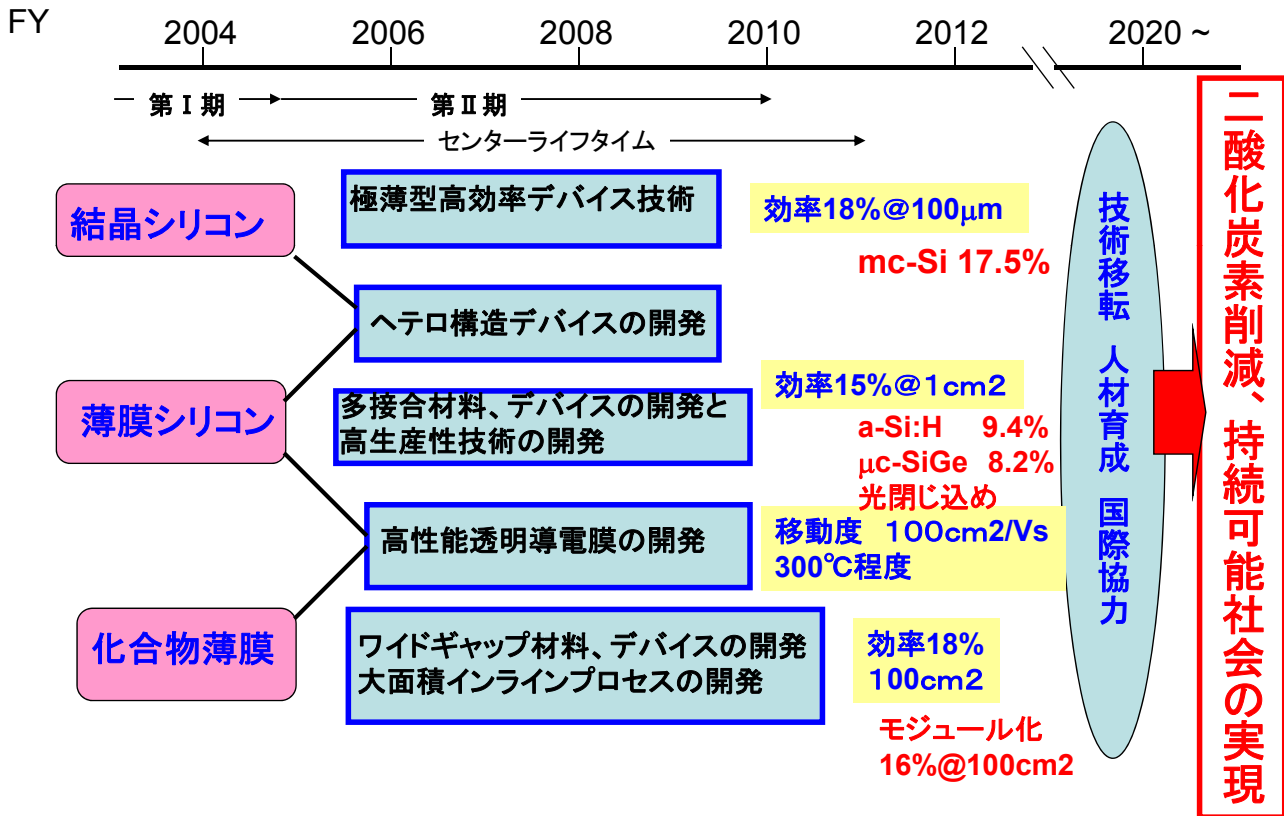 FY
2004
2006
2008
2010
2012
2020 ~
第Ⅰ期
第Ⅱ期
センターライフタイム
結晶シリコン
極薄型高効率デバイス技術
効率18%@100μm
mc-Si 17.5%
ヘテロ構造デバイスの開発
薄膜シリコン
多接合材料、デバイスの開発と
高生産性技術の開発
効率15%@1cm2
a-Si:H 9.4%
μc-SiGe 8.2%
光閉じ込め
高性能透明導電膜の開発
移動度 100cm2/Vs
300℃程度
化合物薄膜
ワイドギャップ材料、デバイスの開発
大面積インラインプロセスの開発
効率18%
100cm2
モジュール化
16%@100cm2
技術移転 人材育成 国際協力
二酸化炭素削減、持続可能社会の実現